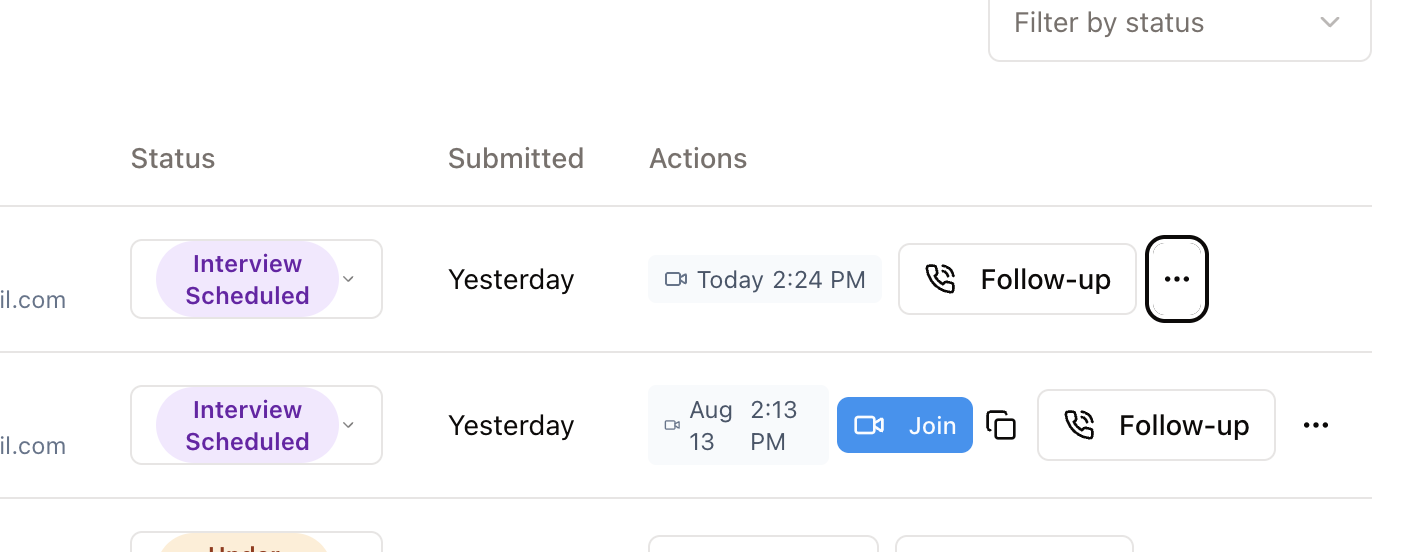 Filter by status
Status
Submitted
Actions
il.com
Interview
Scheduled
Yesterday
Today 2:24 PM
Follow-up
il.com
Interview
Scheduled
Yesterday
Aug 2:13
13 PM
Join
Follow-up
Under